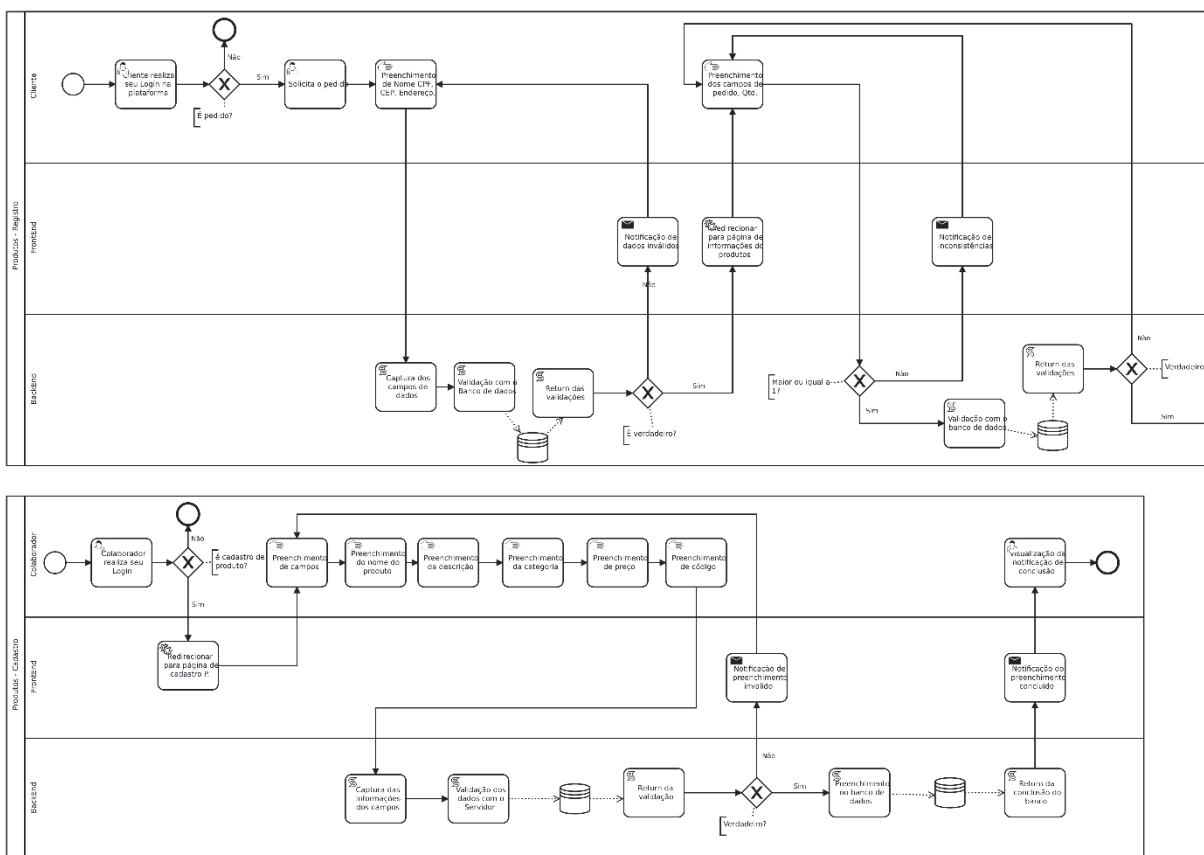 Produtos - Registro
Cliente
FrontEnd
BackEnd
Cliente realiza
seu Login na
plataforma
Não
Sim
É pedido?
Solicita o pedido
Preenchimento
de Nome CPF,
CEP, Endereço.
Preenchimento
dos campos de
pedido, Qtd.
Notificação de
dados inválidos
Redirecionar
para página de
informações do
produtos
Notificação de
inconsistências
Não
Captura dos
campos de
dados
Validação com o
Banco de dados
Return das
validações
Sim
É verdadeiro?
Maior ou igual a
1?
Não
Sim
Validação com o
banco de dados
Return das
validações
Não
Verdadeiro
Sim
Produtos - Cadastro
Colaborador
FrontEnd
BackEnd
Colaborador
realiza seu
Login
Não
é cadastro de
produto?
Sim
Preenchimento
de campos
Preenchimento
do nome do
produto
Preenchimento
da descrição
Preenchimento
da categoria
Preenchimento
de preço
Preenchimento
de código
Visualização da
notificação de
conclusão
Redirecionar
para página de
cadastro P.
Notificação de
preenchimento
invalido
Notificação do
preenchimento
concluido
Captura das
informações
dos campos
Validação dos
dados com o
Servidor
Return da
validação
Não
Sim
Verdadeiro?
Preenchimento
no banco de
dados
Return da
conclusão do
banco